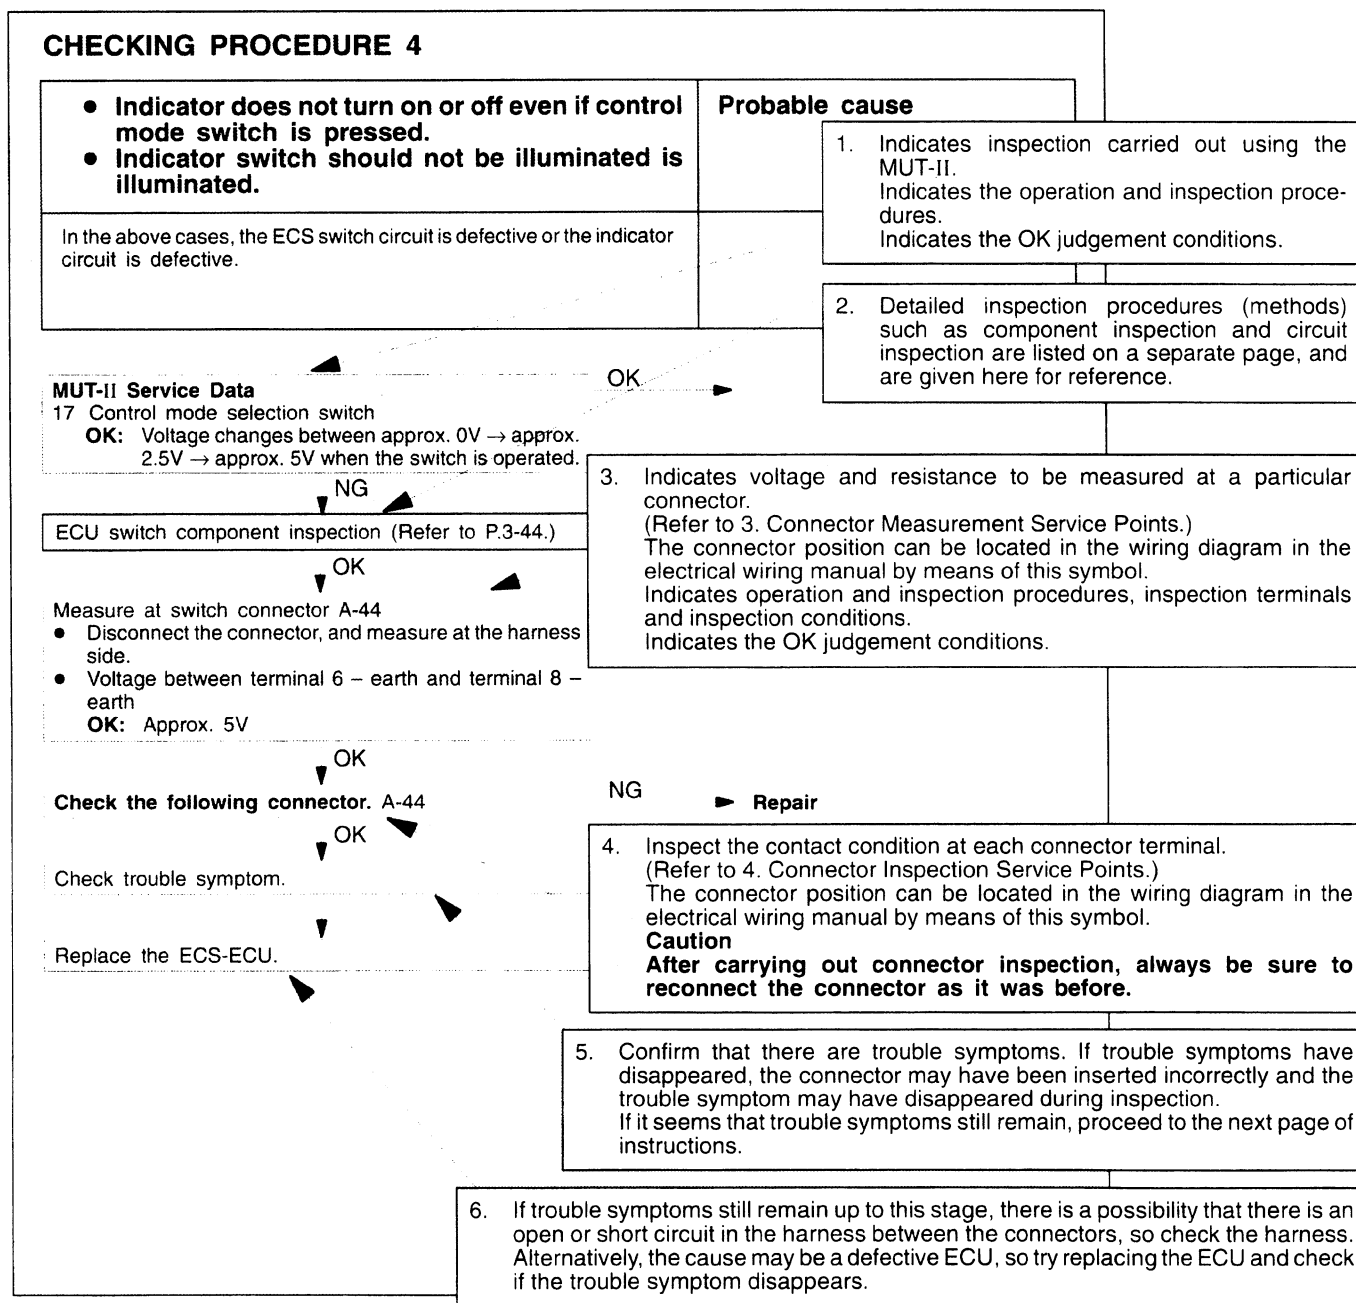 CHECKING PROCEDURE 4
● Indicator does not turn on or off even if control
mode switch is pressed.
● Indicator switch should not be illuminated is
illuminated.
Probable cause
In the above cases, the ECS switch circuit is defective or the indicator
circuit is defective.
1. Indicates inspection carried out using the
MUT-II.
Indicates the operation and inspection proce-
dures.
Indicates the OK judgement conditions.
2. Detailed inspection procedures (methods)
such as component inspection and circuit
inspection are listed on a separate page, and
are given here for reference.
MUT-II Service Data
17 Control mode selection switch
OK: Voltage changes between approx. 0V → approx.
2.5V → approx. 5V when the switch is operated.
OK
NG
ECU switch component inspection (Refer to P.3-44.)
OK
3. Indicates voltage and resistance to be measured at a particular
connector.
(Refer to 3. Connector Measurement Service Points.)
The connector position can be located in the wiring diagram in the
electrical wiring manual by means of this symbol.
Indicates operation and inspection procedures, inspection terminals
and inspection conditions.
Indicates the OK judgement conditions.
Measure at switch connector A-44
● Disconnect the connector, and measure at the harness
side.
● Voltage between terminal 6 – earth and terminal 8 –
earth
OK: Approx. 5V
OK
Check the following connector. A-44
NG
Repair
OK
Check trouble symptom.
Replace the ECS-ECU.
4. Inspect the contact condition at each connector terminal.
(Refer to 4. Connector Inspection Service Points.)
The connector position can be located in the wiring diagram in the
electrical wiring manual by means of this symbol.
Caution
After carrying out connector inspection, always be sure to
reconnect the connector as it was before.
5. Confirm that there are trouble symptoms. If trouble symptoms have
disappeared, the connector may have been inserted incorrectly and the
trouble symptom may have disappeared during inspection.
If it seems that trouble symptoms still remain, proceed to the next page of
instructions.
6. If trouble symptoms still remain up to this stage, there is a possibility that there is an
open or short circuit in the harness between the connectors, so check the harness.
Alternatively, the cause may be a defective ECU, so try replacing the ECU and check
if the trouble symptom disappears.